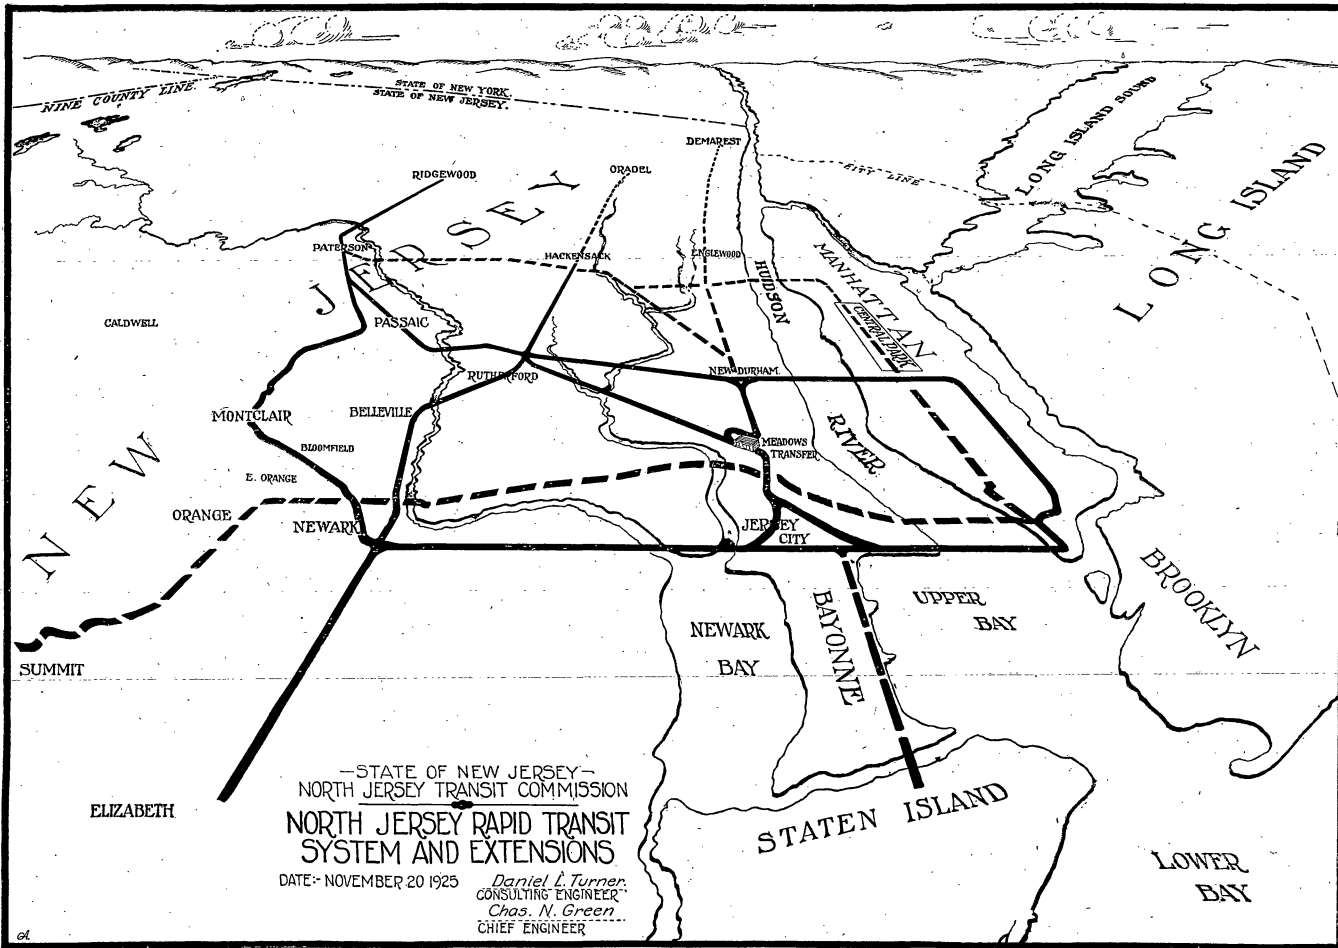 NINE COUNTY LINE.
STATE OF NEW YORK.
STATE OF NEW JERSEY.
LONG ISLAND SOUND
LONG ISLAND
CITY LINE
DEMAREST
ORADEL
RIDGEWOOD
NEW JERSEY
PATERSON
HACKENSACK
ENGLEWOOD
HUDSON
RIVER
MANHATTAN
CENTRAL PARK
CALDWELL
PASSAIC
RUTHERFORD
NEW DURHAM.
MONTCLAIR
BELLEVILLE
BLOOMFIELD
MEADOWS
TRANSFER
E. ORANGE
ORANGE
NEWARK
JERSEY
CITY
BROOKLYN
UPPER
BAY
BAYONNE
NEWARK
BAY
SUMMIT
ELIZABETH
STATEN ISLAND
LOWER
BAY
—STATE OF NEW JERSEY—
NORTH JERSEY TRANSIT COMMISSION
NORTH JERSEY RAPID TRANSIT
SYSTEM AND EXTENSIONS
DATE:- NOVEMBER 20 1925
Daniel L. Turner.
CONSULTING ENGINEER
Chas. N. Green
CHIEF ENGINEER